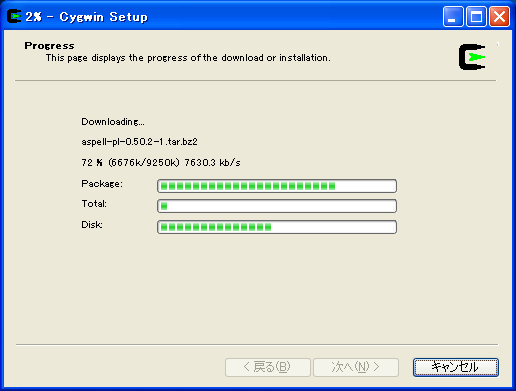 2% - Cygwin Setup
Progress
This page displays the progress of the download or installation.
Downloading...
aspell-pl-0.50.2-1.tar.bz2
72 % (6676k/9250k) 7630.3 kb/s
Package:
Total:
Disk:
< 戻る(B)
次へ(N) >
キャンセル